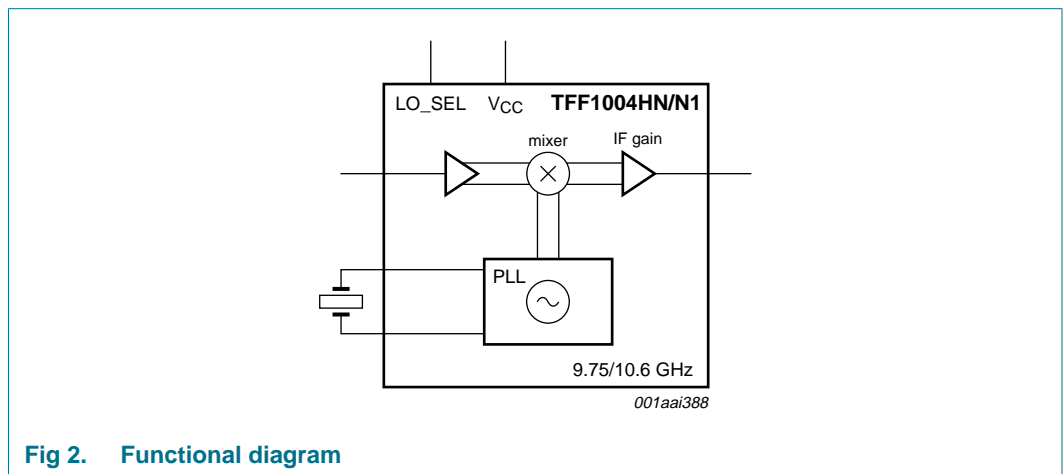 LO_SEL VCC TFF1004HN/N1
mixer IF gain
PLL
9.75/10.6 GHz
001aai388
Fig 2. Functional diagram